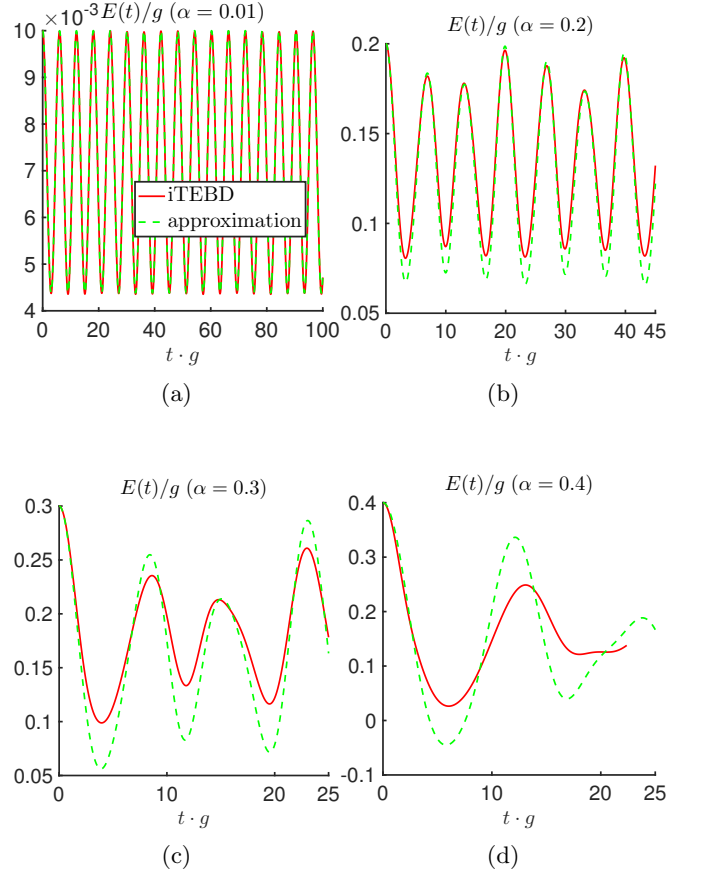 ×10⁻³ E(t)/g (α = 0.01)
10
9
8
7
6
5
4
iTEBD
approximation
0 20 40 60 80 100
t · g
(a)
E(t)/g (α = 0.2)
0.2
0.15
0.1
0.05
0 10 20 30 40 45
t · g
(b)
E(t)/g (α = 0.3)
0.3
0.25
0.2
0.15
0.1
0.05
0 10 20 25
t · g
(c)
E(t)/g (α = 0.4)
0.4
0.3
0.2
0.1
0
-0.1
0 10 20 25
t · g
(d)